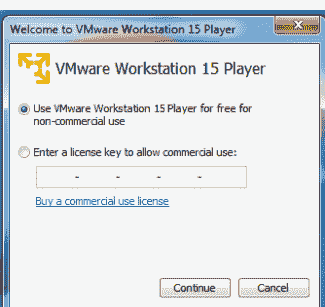 Welcome to VMware Workstation 15 Player
VMware Workstation 15 Player
Use VMware Workstation 15 Player for free for
non-commercial use
Enter a license key to allow commercial use:
- - - -
Buy a commercial use license
Continue Cancel